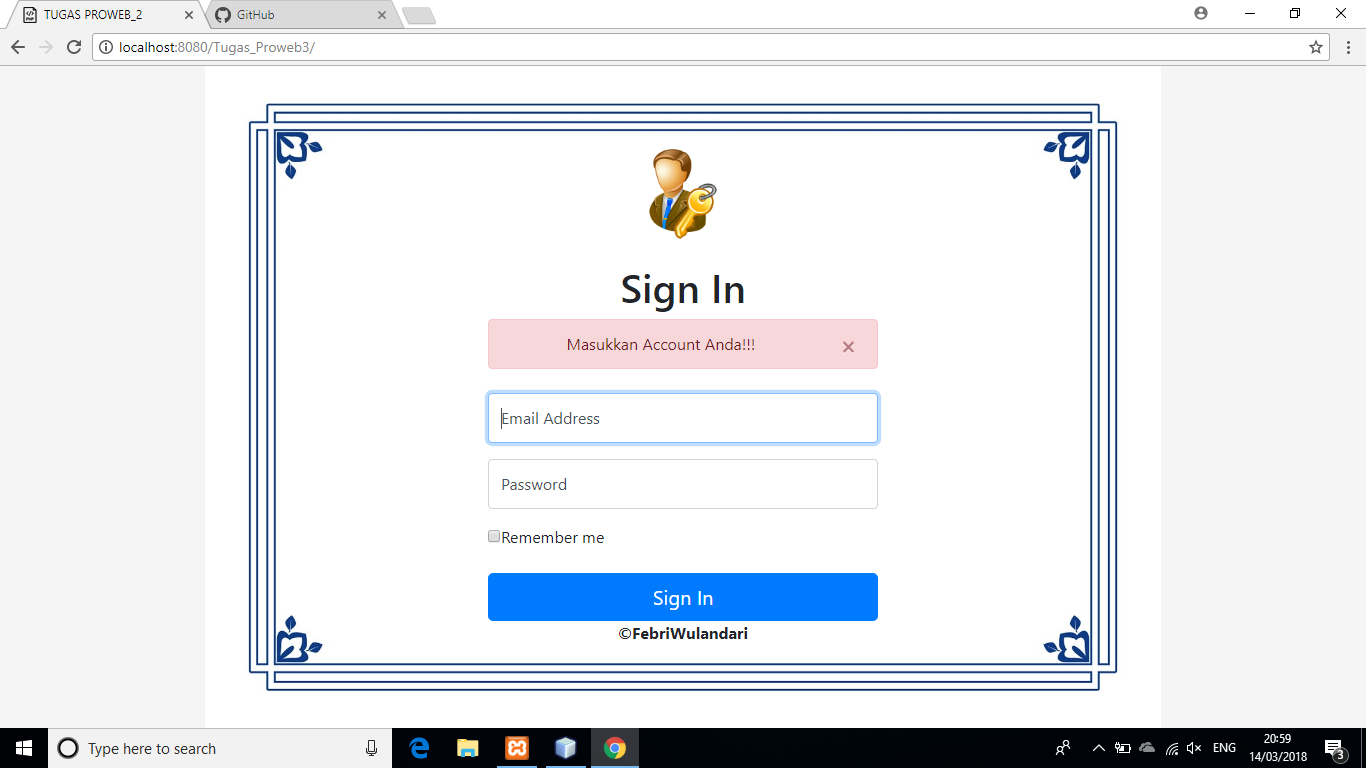 TUGAS PROWEB_2
GitHub
localhost:8080/Tugas_Proweb3/
Sign In
Masukkan Account Anda!!!
×
Email Address
Password
Remember me
Sign In
©FebriWulandari
Type here to search
ENG
20:59
14/03/2018
3